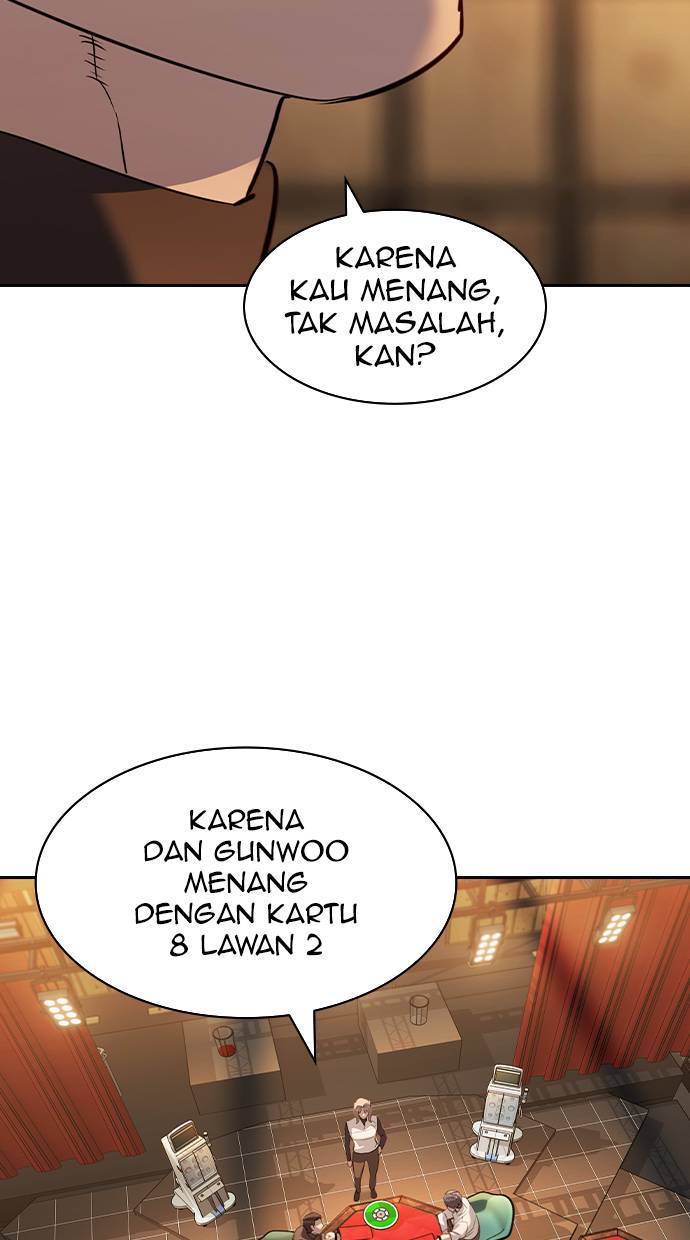 KARENA
KAU MENANG,
TAK MASALAH,
KAN?
KARENA
DAN GUNWOO
MENANG
DENGAN KARTU
8 LAWAN 2